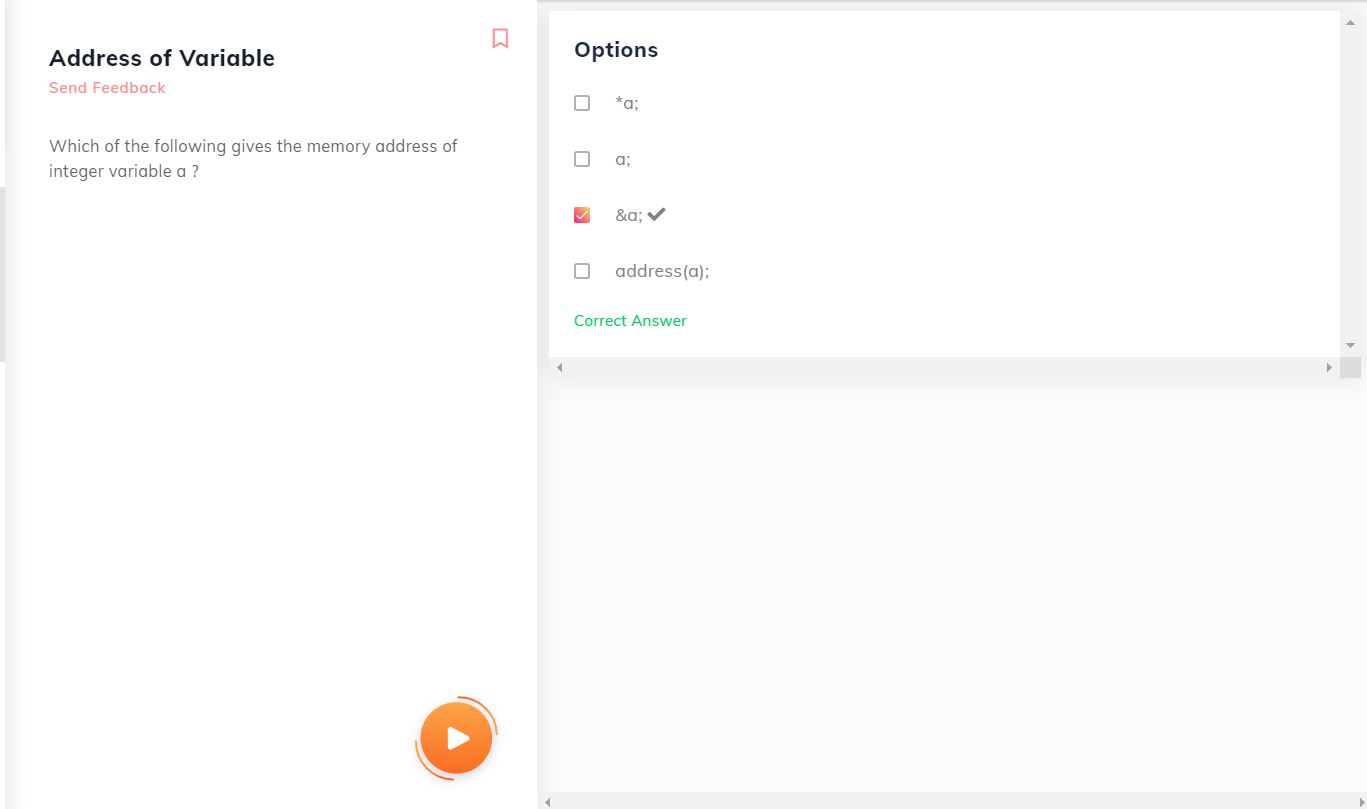 Address of Variable
Send Feedback
Which of the following gives the memory address of
integer variable a ?
Options
*a;
a;
&a;
address(a);
Correct Answer